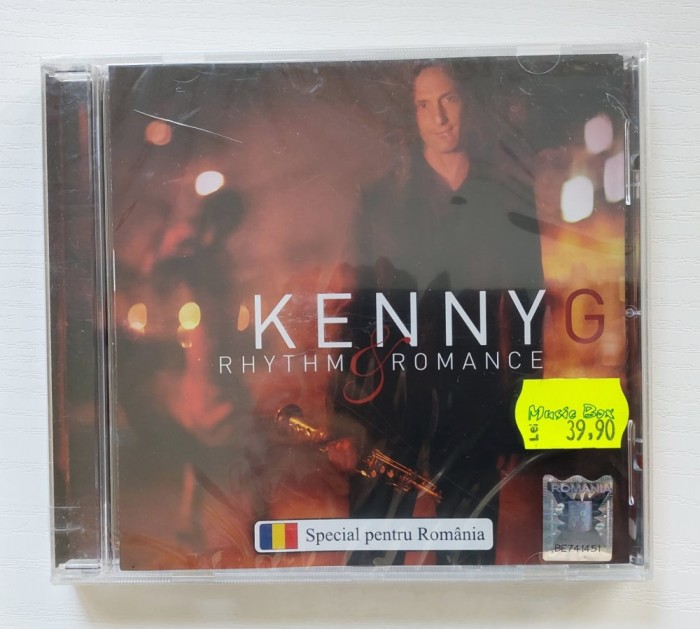 KENNY G
RHYTHM & ROMANCE
Music Box
Lei 39,90
Special pentru România
ROMANIA
BE741451